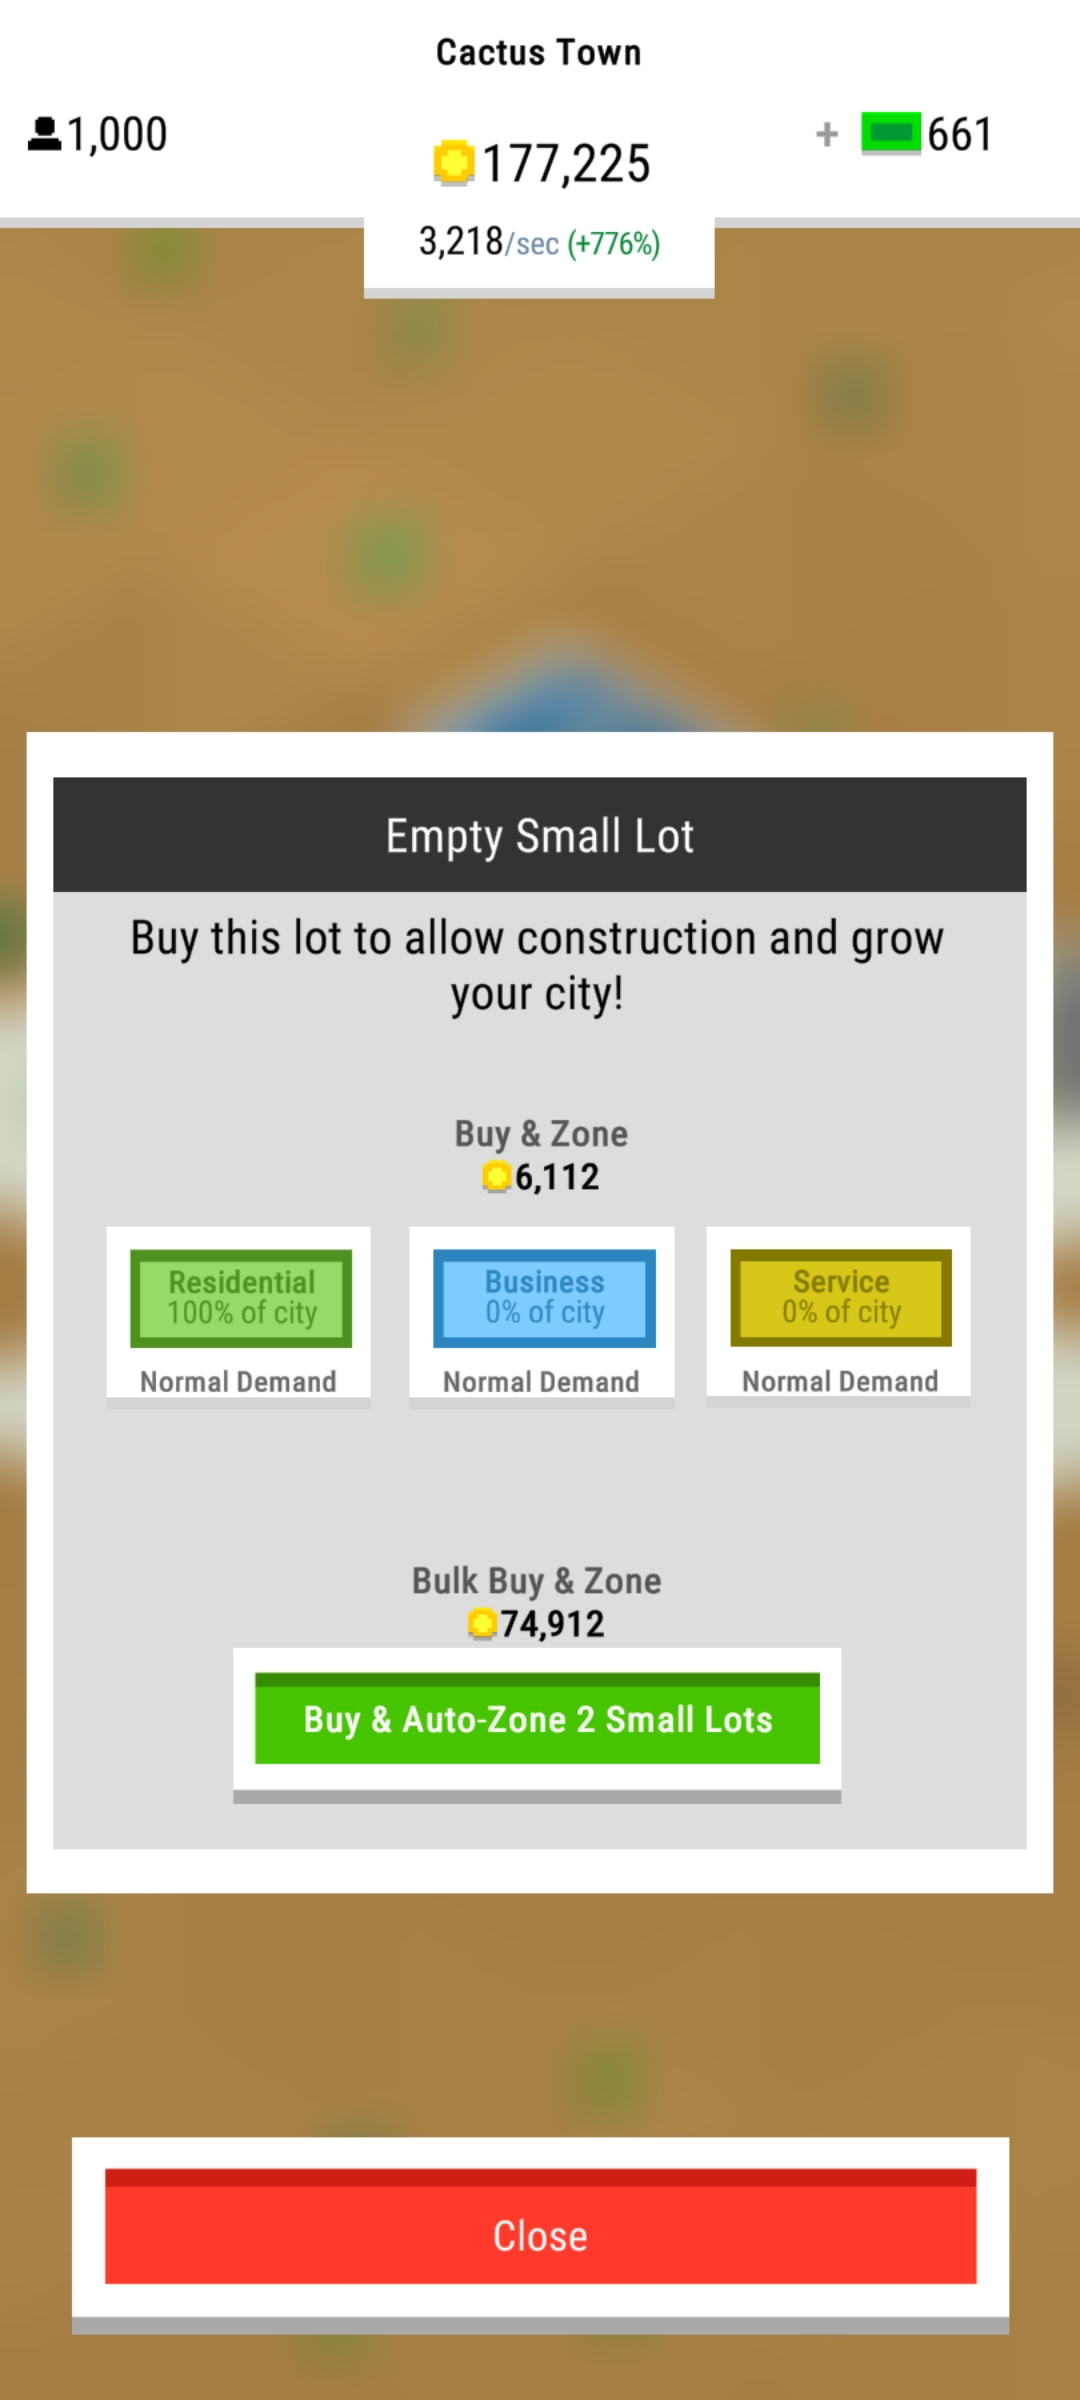 Cactus Town
1,000
177,225
+ 661
3,218/sec (+776%)
Empty Small Lot
Buy this lot to allow construction and grow
your city!
Buy & Zone
6,112
Residential
100% of city
Normal Demand
Business
0% of city
Normal Demand
Service
0% of city
Normal Demand
Bulk Buy & Zone
74,912
Buy & Auto-Zone 2 Small Lots
Close